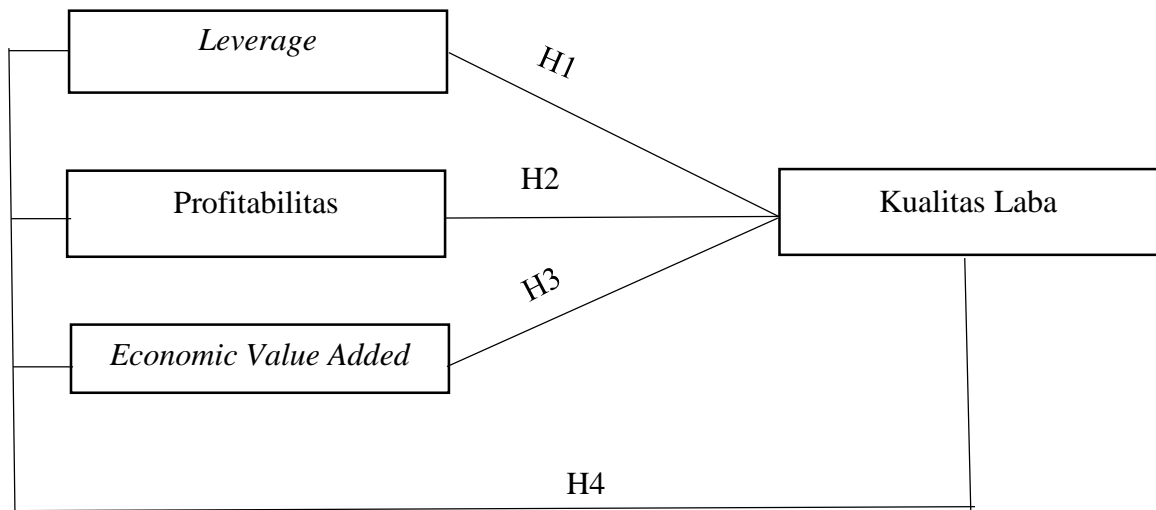 Leverage
H1
Profitabilitas
H2
Kualitas Laba
H3
Economic Value Added
H4